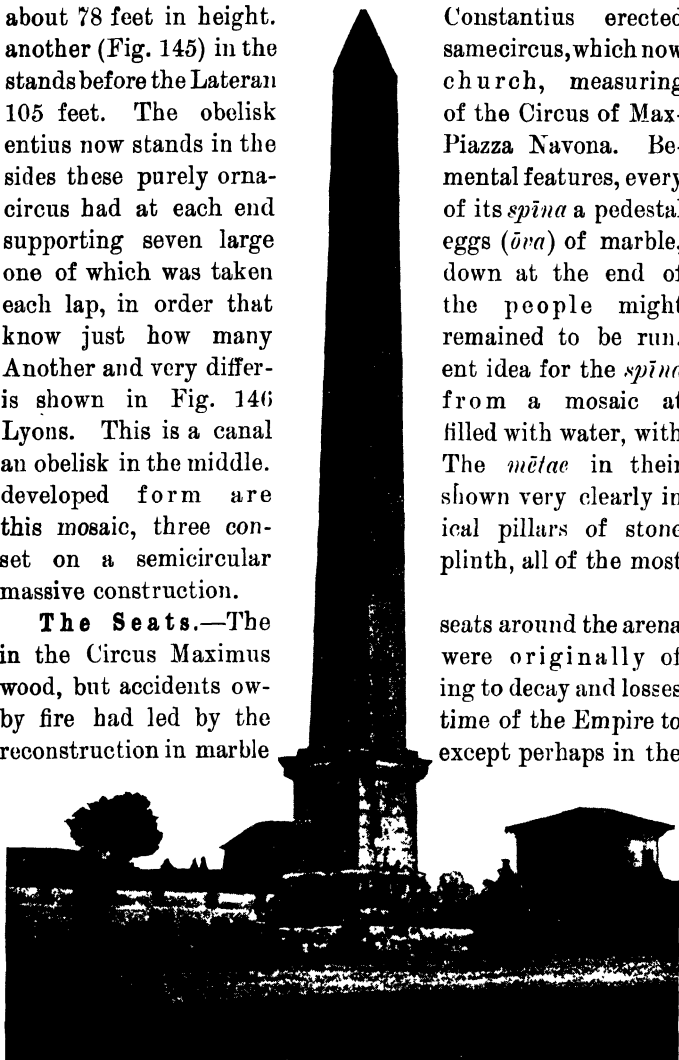 about 78 feet in height. Constantius erected
another (Fig. 145) in the same circus, which now
stands before the Lateran church, measuring
105 feet. The obelisk of the Circus of Max-
entius now stands in the Piazza Navona. Be-
sides these purely orna- mental features, every
circus had at each end of its spīna a pedestal
supporting seven large eggs (ōva) of marble,
one of which was taken down at the end of
each lap, in order that the people might
know just how many remained to be run.
Another and very differ- ent idea for the spīna
is shown in Fig. 146 from a mosaic at
Lyons. This is a canal filled with water, with
an obelisk in the middle. The mētae in their
developed form are shown very clearly in
this mosaic, three con- ical pillars of stone
set on a semicircular plinth, all of the most
massive construction.
The Seats.—The seats around the arena
in the Circus Maximus were originally of
wood, but accidents ow- ing to decay and losses
by fire had led by the time of the Empire to
reconstruction in marble except perhaps in the